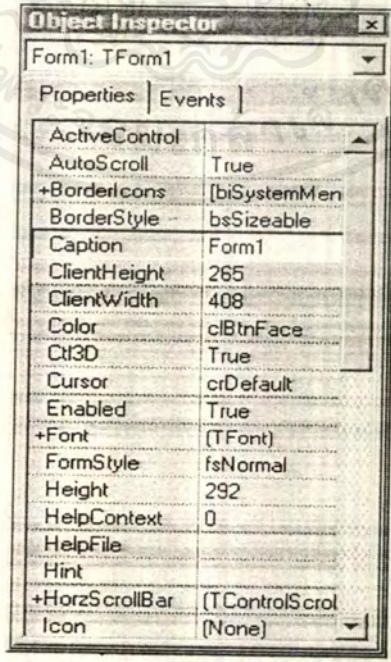 Object Inspector
Form1: TForm1
Properties Events
ActiveControl
AutoScroll True
+BorderIcons [biSystemMen
BorderStyle bsSizeable
Caption Form1
ClientHeight 265
ClientWidth 408
Color clBtnFace
Ctl3D True
Cursor crDefault
Enabled True
+Font (TFont)
FormStyle fsNormal
Height 292
HelpContext 0
HelpFile
Hint
+HorzScrollBar (TControlScrol
Icon (None)